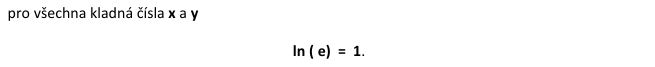 pro všechna kladná čísla x a y
ln ( e) = 1.